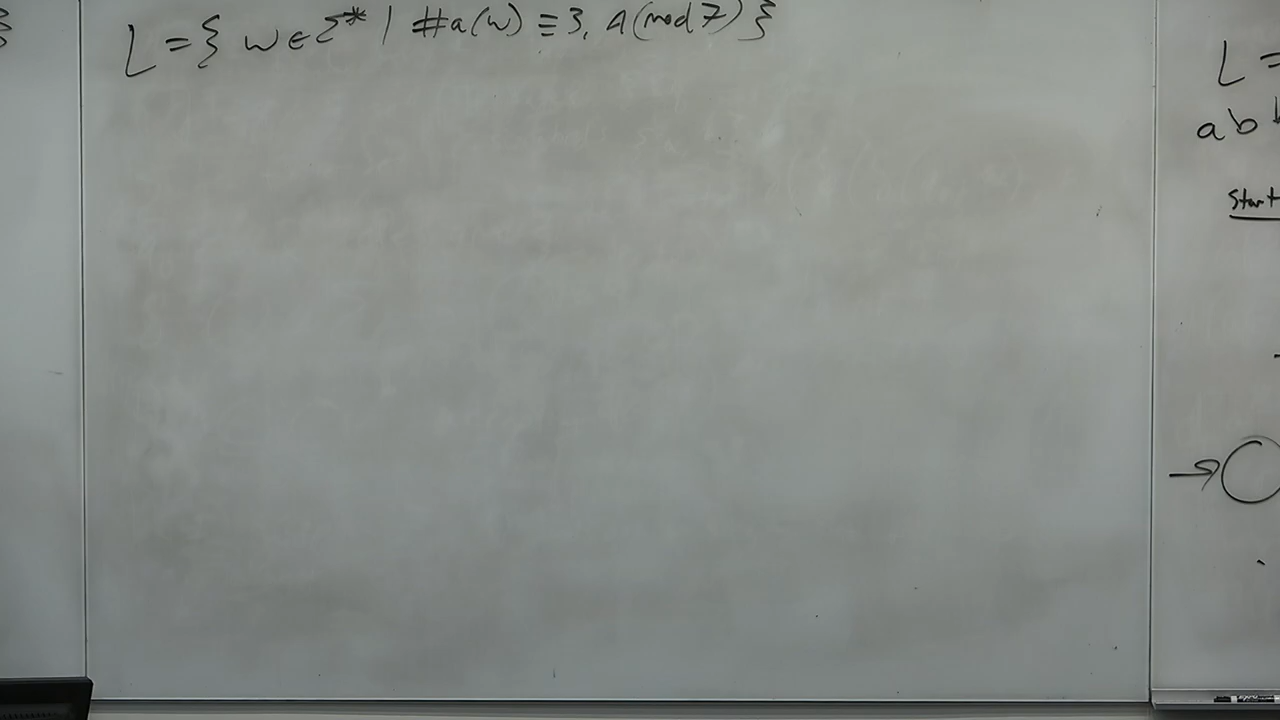 }
L = { w ∈ Σ* | #a(w) ≡ 3, 4 (mod 7) }
L =
ab
Start